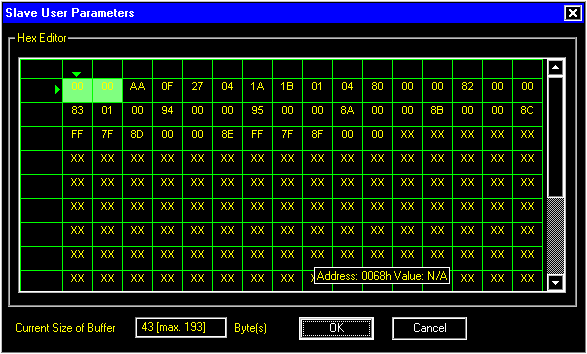 Slave User Parameters
Hex Editor
00 00 AA 0F 27 04 1A 1B 01 04 80 00 00 82 00 00
83 01 00 94 00 00 95 00 00 8A 00 00 8B 00 00 8C
FF 7F 8D 00 00 8E FF 7F 8F 00 00 XX XX XX XX XX
XX XX XX XX XX XX XX XX XX XX XX XX XX XX XX XX
XX XX XX XX XX XX XX XX XX XX XX XX XX XX XX XX
XX XX XX XX XX XX XX XX XX XX XX XX XX XX XX XX
XX XX XX XX XX XX XX XX XX XX XX XX XX XX XX XX
XX XX XX XX XX XX XX XX XX XX XX XX XX XX XX XX
XX XX XX XX XX XX XX XX Address: 0068h Value: N/A XX XX XX
Current Size of Buffer 43 [max. 193] Byte(s) OK Cancel